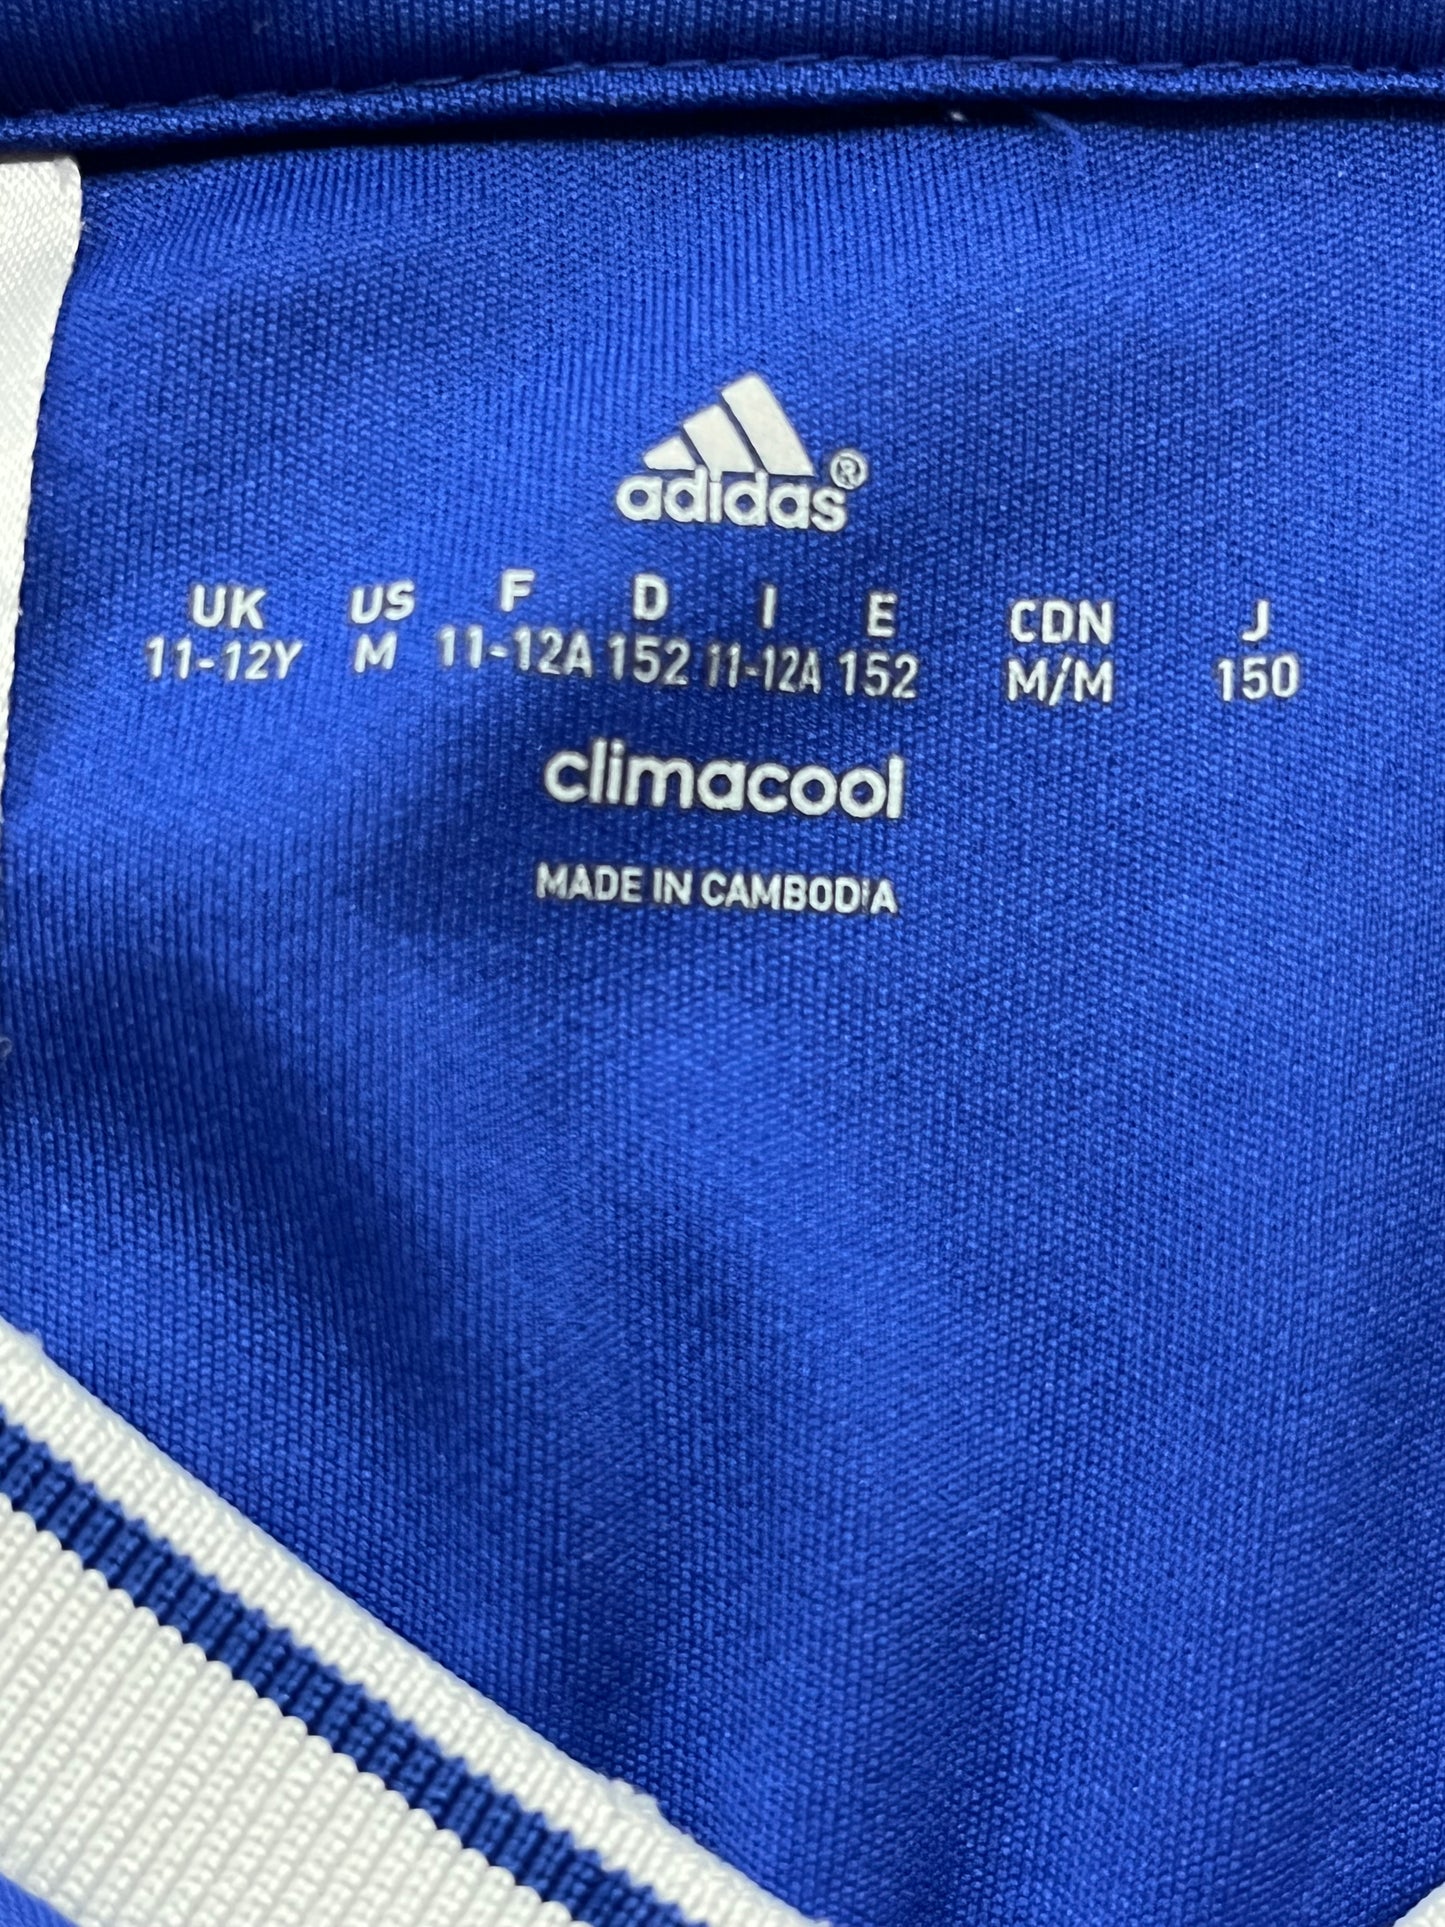 adidas®
UK US F D I E CDN J
11-12Y M 11-12A 152 11-12A 152 M/M 150
climacool
MADE IN CAMBODIA